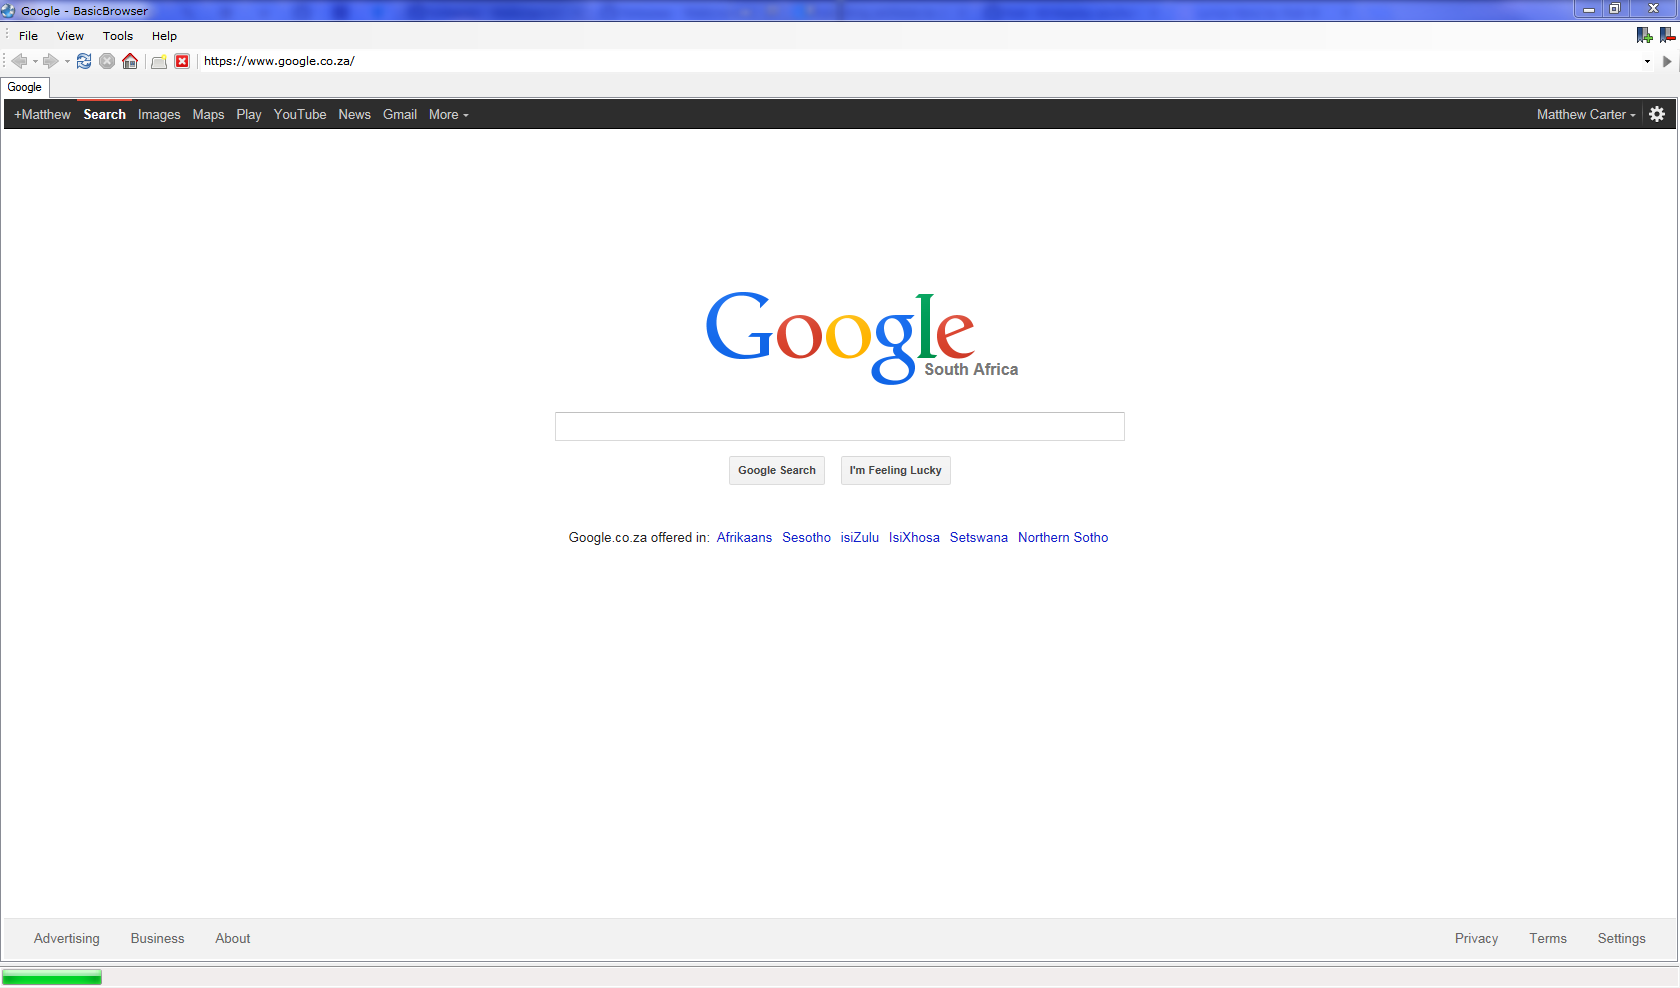 Google - BasicBrowser
File View Tools Help
https://www.google.co.za/
Google
+Matthew Search Images Maps Play YouTube News Gmail More Matthew Carter
Google
South Africa
Google Search I'm Feeling Lucky
Google.co.za offered in: Afrikaans Sesotho isiZulu IsiXhosa Setswana Northern Sotho
Advertising Business About Privacy Terms Settings